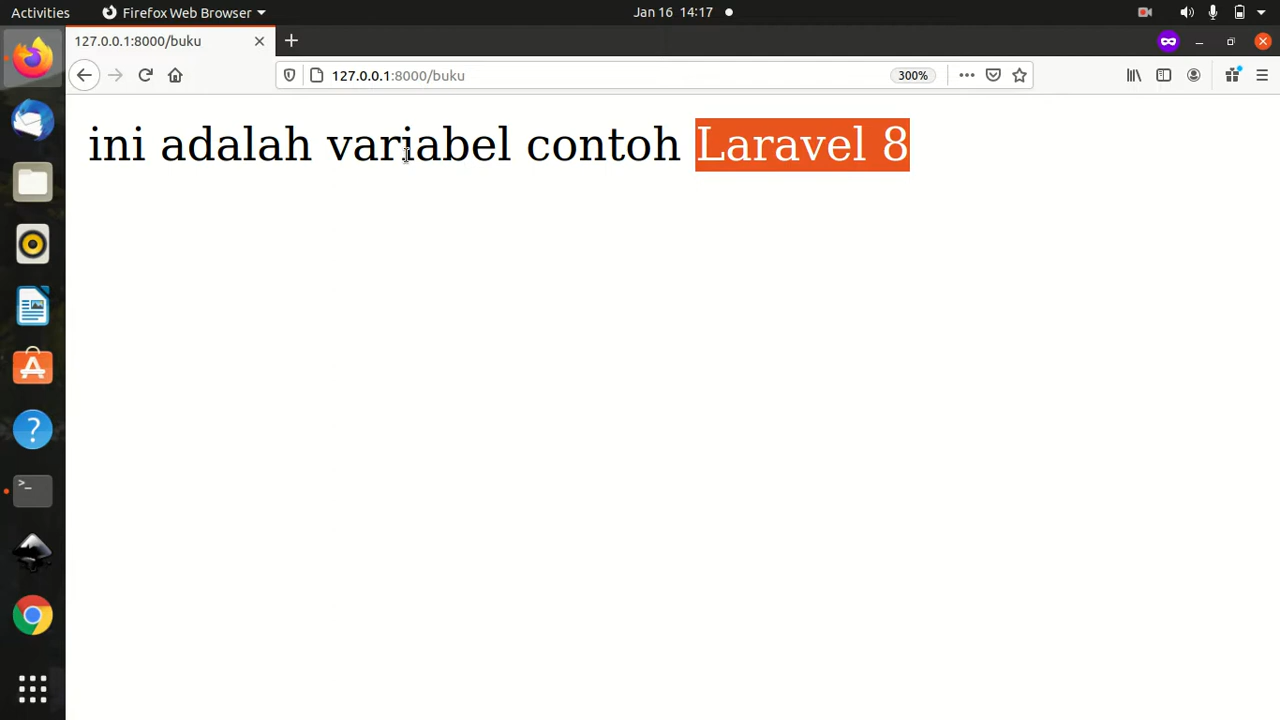 Activities
Firefox Web Browser
Jan 16 14:17
127.0.0.1:8000/buku
127.0.0.1:8000/buku
300%
ini adalah variabel contoh Laravel 8